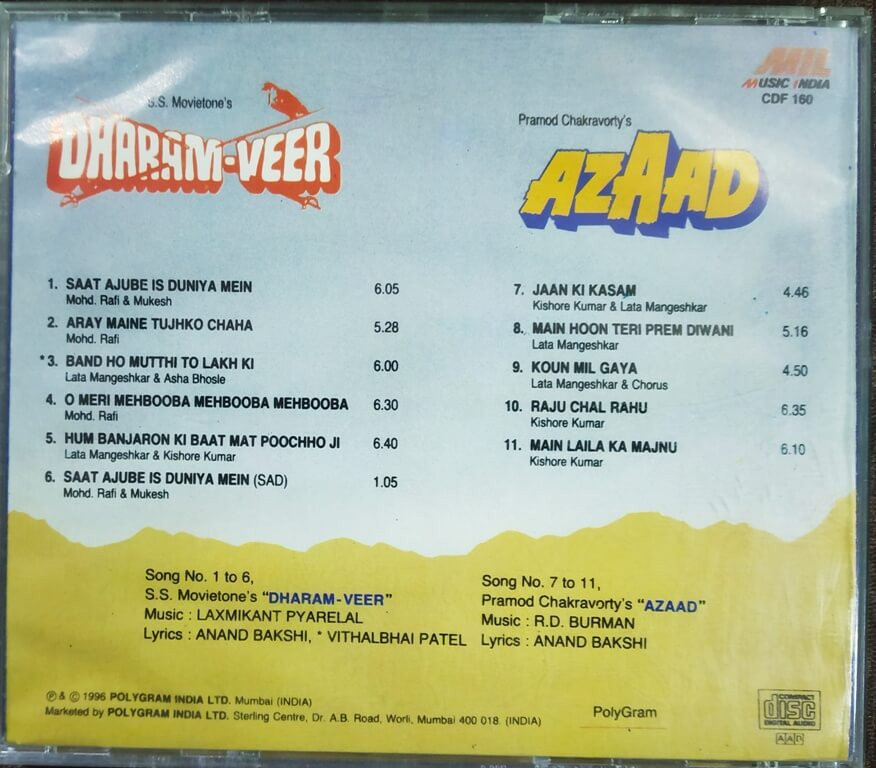 S.S. Movietone's
DHARAM-VEER
MIL
MUSIC INDIA
CDF 160
Pramod Chakravorty's
AZAAD
1. SAAT AJUBE IS DUNIYA MEIN 6.05
Mohd. Rafi & Mukesh
2. ARAY MAINE TUJHKO CHAHA 5.28
Mohd. Rafi
*3. BAND HO MUTTHI TO LAKH KI 6.00
Lata Mangeshkar & Asha Bhosle
4. O MERI MEHBOOBA MEHBOOBA MEHBOOBA 6.30
Mohd. Rafi
5. HUM BANJARON KI BAAT MAT POOCHHO JI 6.40
Lata Mangeshkar & Kishore Kumar
6. SAAT AJUBE IS DUNIYA MEIN (SAD) 1.05
Mohd. Rafi & Mukesh
7. JAAN KI KASAM 4.46
Kishore Kumar & Lata Mangeshkar
8. MAIN HOON TERI PREM DIWANI 5.16
Lata Mangeshkar
9. KOUN MIL GAYA 4.50
Lata Mangeshkar & Chorus
10. RAJU CHAL RAHU 6.35
Kishore Kumar
11. MAIN LAILA KA MAJNU 6.10
Kishore Kumar
Song No. 1 to 6,
S.S. Movietone's "DHARAM-VEER"
Music : LAXMIKANT PYARELAL
Lyrics : ANAND BAKSHI, * VITHALBHAI PATEL
Song No. 7 to 11,
Pramod Chakravorty's "AZAAD"
Music : R.D. BURMAN
Lyrics : ANAND BAKSHI
℗ & © 1996 POLYGRAM INDIA LTD. Mumbai (INDIA)
Marketed by POLYGRAM INDIA LTD. Sterling Centre, Dr. A.B. Road, Worli, Mumbai 400 018. (INDIA)
PolyGram
COMPACT
disc
DIGITAL AUDIO
AAD